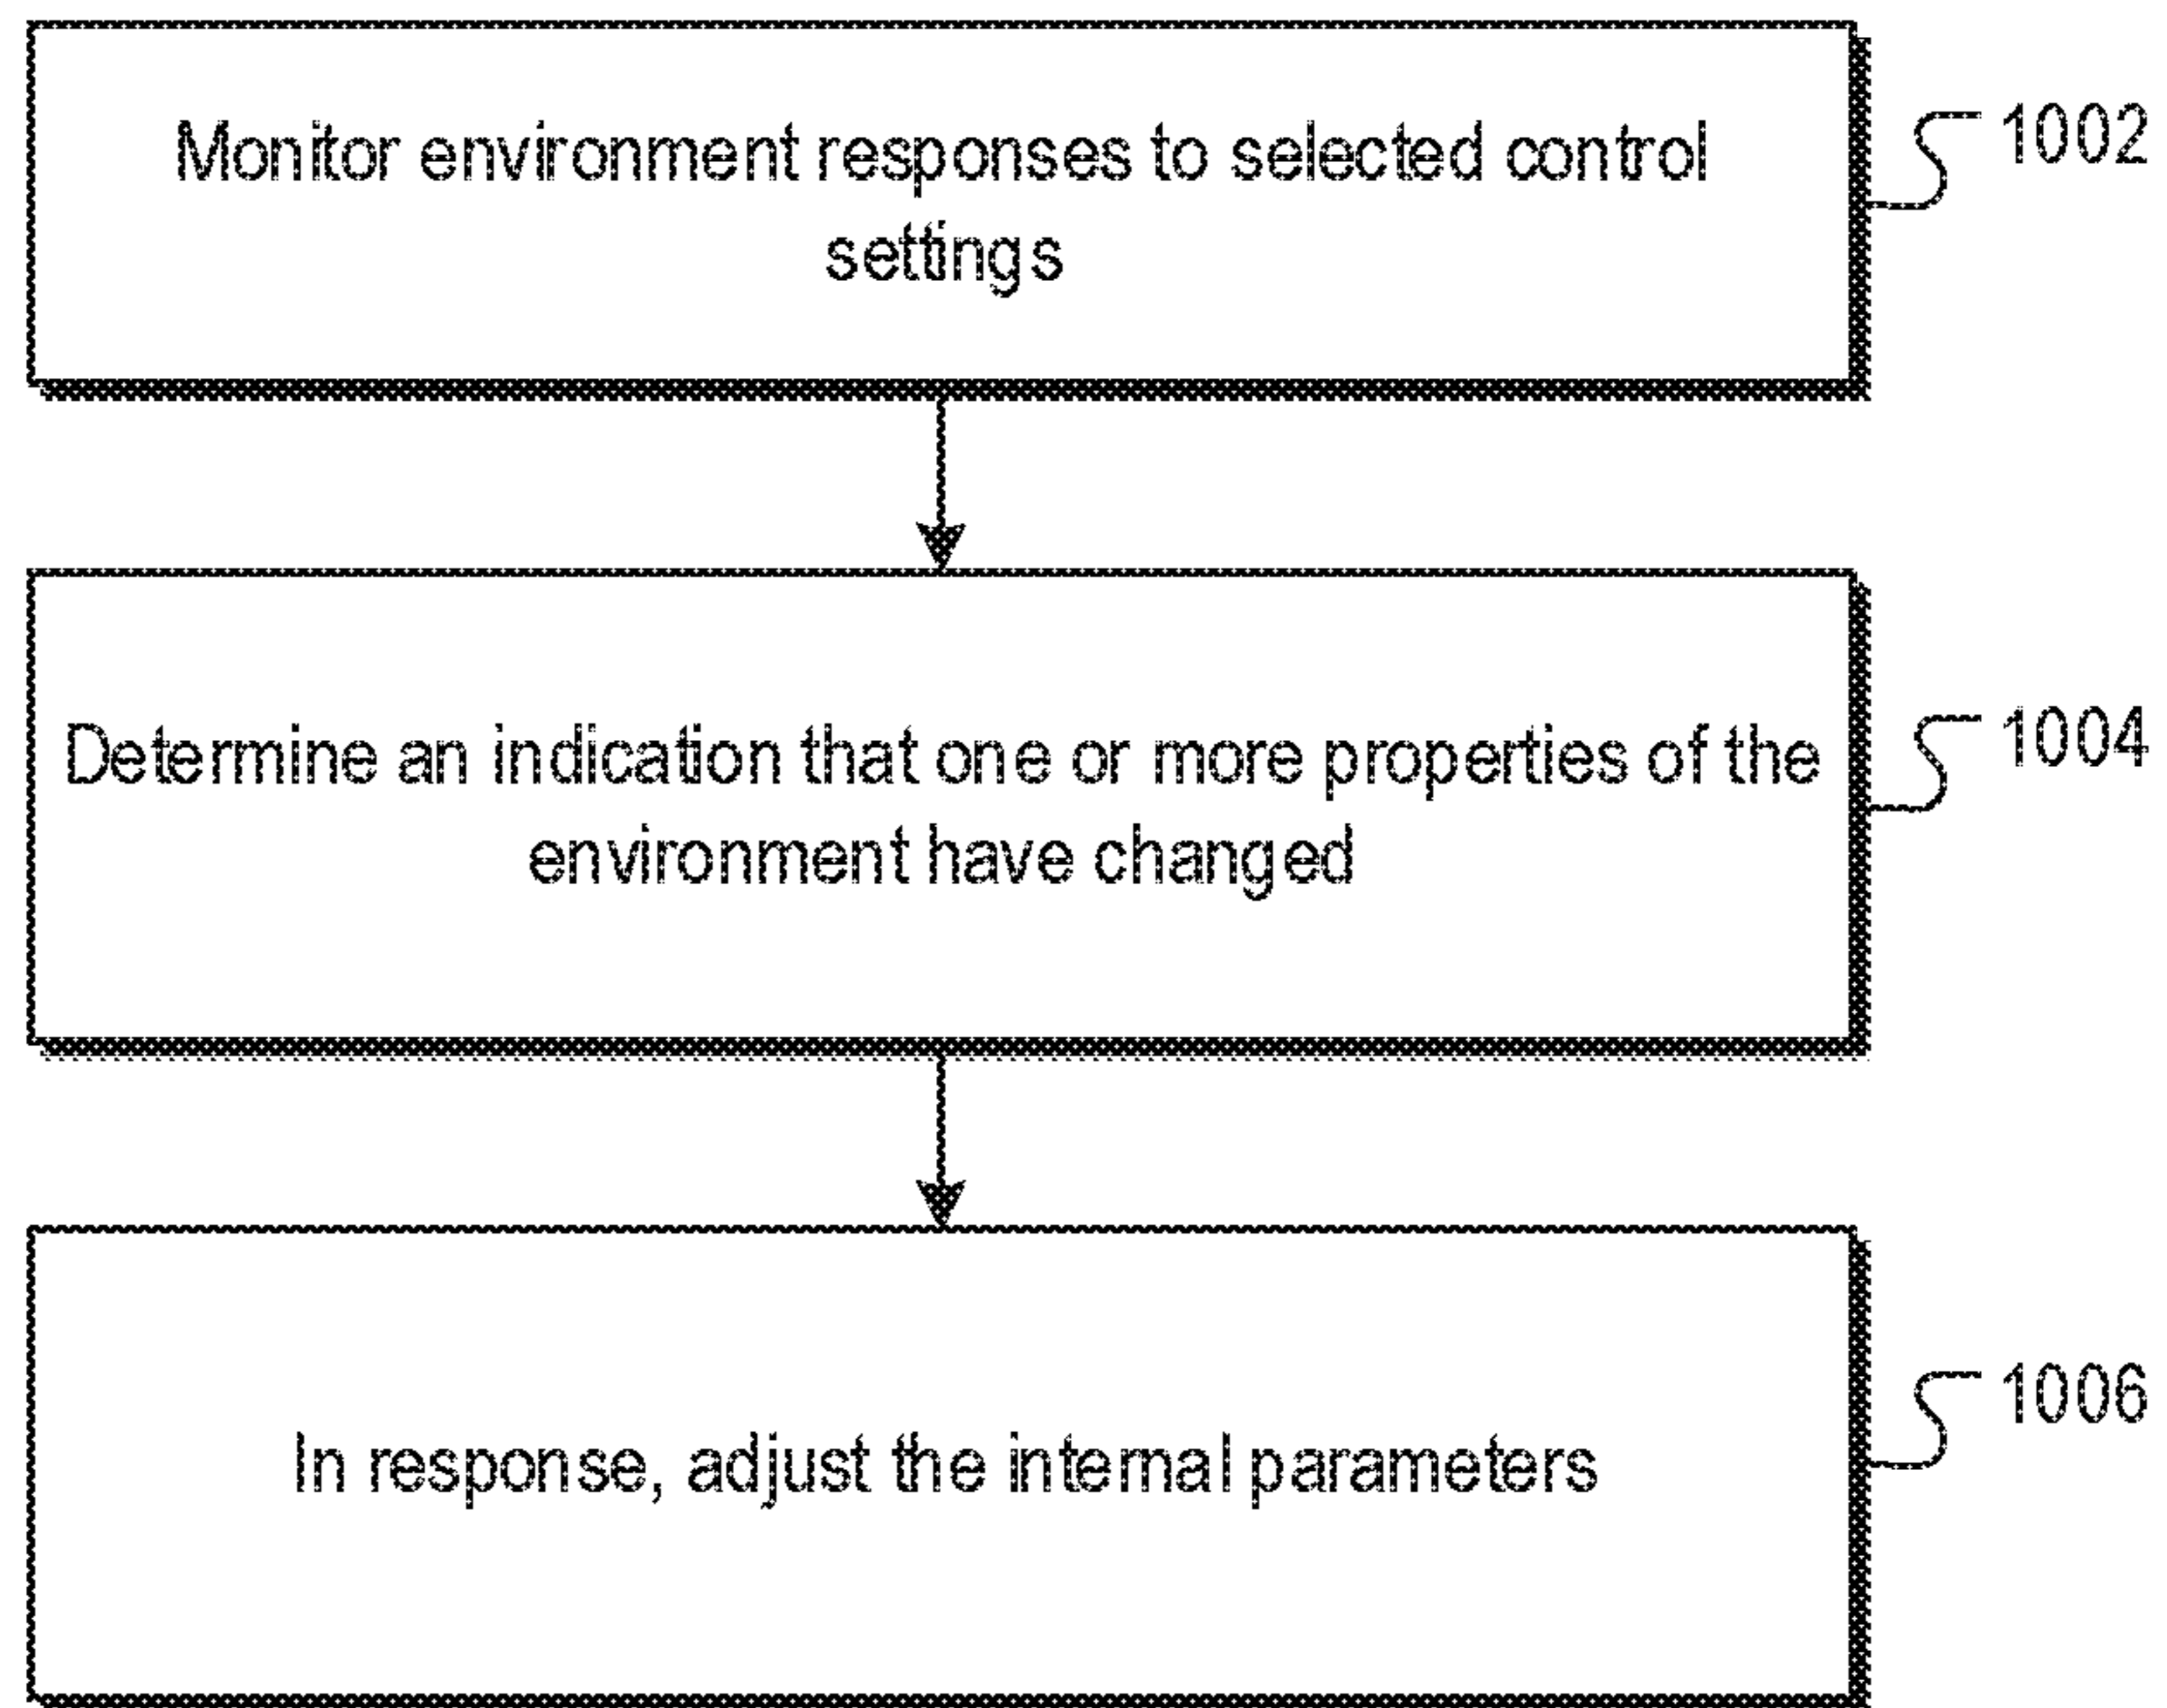 Monitor environment responses to selected control
settings
1002
Determine an indication that one or more properties of the
environment have changed
1004
In response, adjust the internal parameters
1006